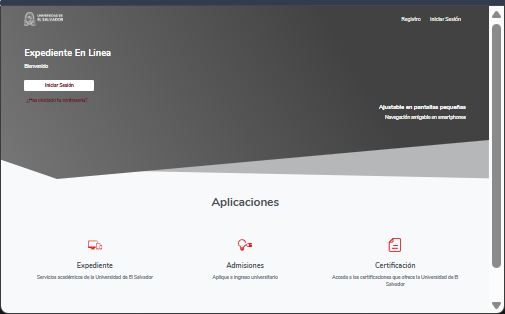 UNIVERSIDAD DE
EL SALVADOR
Registro
Iniciar Sesión
Expediente En Línea
Bienvenido
Iniciar Sesión
¿Has olvidado tu contraseña?
Ajustable en pantallas pequeñas
Navegación amigable en smartphones
Aplicaciones
Expediente
Servicios académicos de la Universidad de El Salvador
Admisiones
Aplique a ingreso universitario
Certificación
Acceda a las certificaciones que ofrece la Universidad de El
Salvador